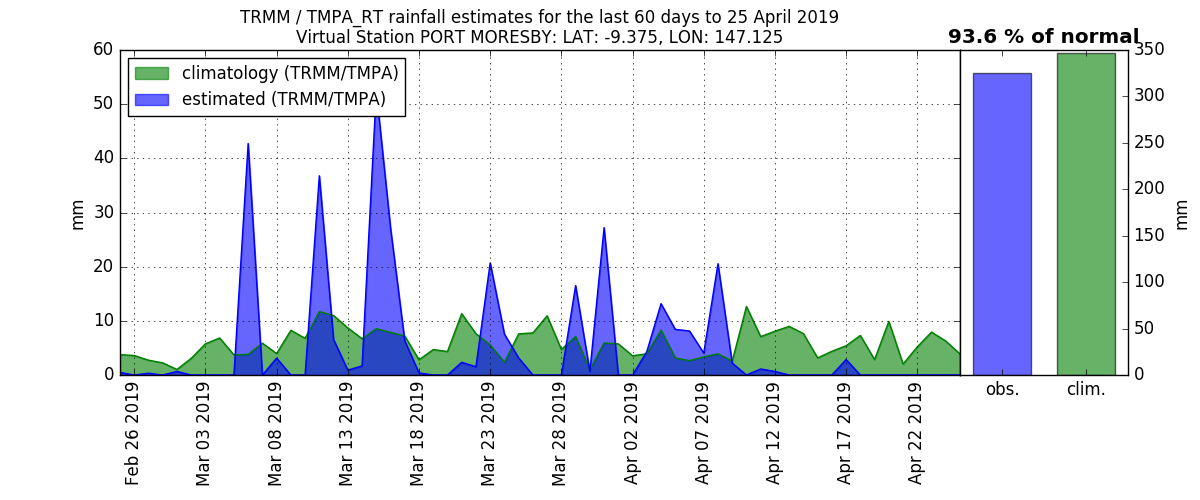 TRMM / TMPA_RT rainfall estimates for the last 60 days to 25 April 2019
Virtual Station PORT MORESBY: LAT: -9.375, LON: 147.125
93.6 % of normal
climatology (TRMM/TMPA)
estimated (TRMM/TMPA)
60
50
40
30
20
10
0
mm
Feb 26 2019
Mar 03 2019
Mar 08 2019
Mar 13 2019
Mar 18 2019
Mar 23 2019
Mar 28 2019
Apr 02 2019
Apr 07 2019
Apr 12 2019
Apr 17 2019
Apr 22 2019
350
300
250
200
150
100
50
0
mm
obs.
clim.